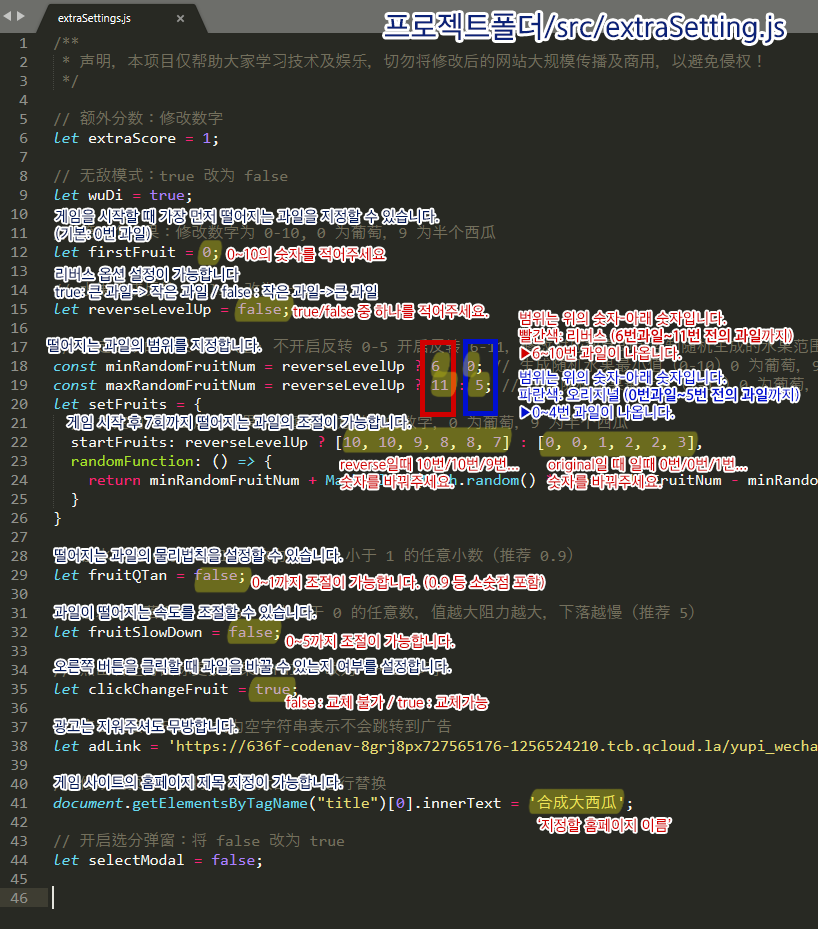 extraSettings.js ×
프로젝트폴더/src/extraSetting.js
1 /**
2 * 声明，本项目仅帮助大家学习技术及娱乐，切勿将修改后的网站大规模传播及商用，以避免侵权！
3 */
4
5 // 额外分数：修改数字
6 let extraScore = 1;
7
8 // 无敌模式：true 改为 false
9 let wuDi = true;
10 게임을 시작할 때 가장 먼저 떨어지는 과일을 지정할 수 있습니다.
11 (기본: 0번 과일) 修改数字为 0-10，0 为葡萄，9 为半个西瓜
12 let firstFruit = 0; 0~10의 숫자를 적어주세요
13 리버스 옵션 설정이 가능합니다
14 true: 큰 과일-> 작은 과일 / false : 작은 과일->큰 과일
15 let reverseLevelUp = false; true/false 중 하나를 적어주세요.
16
범위는 위의 숫자~아래 숫자입니다.
빨간색: 리버스 (6번과일~11번 전의 과일까지)
17 떨어지는 과일의 범위를 지정합니다. 不开启反转 0-5 开启反转 6-11, 随机生成的水果范围
▶6~10번 과일이 나옵니다.
18 const minRandomFruitNum = reverseLevelUp ? 6 : 0; // 生成随机水果最小值 (0-10) 0 为葡萄，9
범위는 위의 숫자~아래 숫자입니다.
19 const maxRandomFruitNum = reverseLevelUp ? 11 : 5; // 0 为葡萄,
파란색: 오리지널 (0번과일~5번 전의 과일까지)
20 let setFruits = {
▶0~4번 과일이 나옵니다.
21 게임 시작 후 7회까지 떨어지는 과일의 조절이 가능합니다. 数字，0 为葡萄，9 为半个西瓜
22 startFruits: reverseLevelUp ? [10, 10, 9, 8, 8, 7] : [0, 0, 1, 2, 2, 3],
23 randomFunction: () => {
reverse일때 10번/10번/9번... original일 때 일때 0번/0번/1번...
24 return minRandomFruitNum + Ma h.random() FruitNum - minRando
숫자를 바꿔주세요. 숫자를 바꿔주세요.
25 }
26 }
27
28 떨어지는 과일의 물리법칙을 설정할 수 있습니다. 小于 1 的任意小数（推荐 0.9）
29 let fruitQTan = false; 0~1까지 조절이 가능합니다. (0.9 등 소숫점 포함)
30
31 과일이 떨어지는 속도를 조절할 수 있습니다. 于 0 的任意数，值越大阻力越大，下落越慢（推荐 5）
32 let fruitSlowDown = false; 0~5까지 조절이 가능합니다.
33
34 오른쪽 버튼을 클릭할 때 과일을 바꿀 수 있는지 여부를 설정합니다.
35 let clickChangeFruit = true; false : 교체 불가 / true : 교체가능
36
37 광고는 지워주셔도 무방합니다. 为空字符串表示不会跳转到广告
38 let adLink = 'https://636f-codenav-8grj8px727565176-1256524210.tcb.qcloud.la/yupi_wecha
39
40 게임 사이트의 홈페이지 제목 지정이 가능합니다. 行替换
41 document.getElementsByTagName("title")[0].innerText = '合成大西瓜';
42 '지정할 홈페이지 이름'
43 // 开启选分弹窗：将 false 改为 true
44 let selectModal = false;
45
46